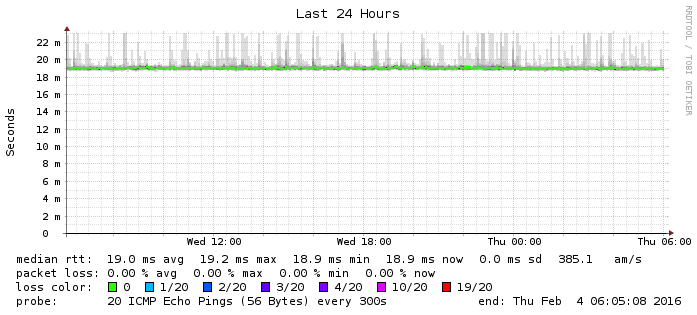 Last 24 Hours
RRDTOOL / TOBI OETIKER
Seconds
22 m
20 m
18 m
16 m
14 m
12 m
10 m
8 m
6 m
4 m
2 m
0
Wed 12:00 Wed 18:00 Thu 00:00 Thu 06:00
median rtt: 19.0 ms avg 19.2 ms max 18.9 ms min 18.9 ms now 0.0 ms sd 385.1 am/s
packet loss: 0.00 % avg 0.00 % max 0.00 % min 0.00 % now
loss color: 0 1/20 2/20 3/20 4/20 10/20 19/20
probe: 20 ICMP Echo Pings (56 Bytes) every 300s end: Thu Feb 4 06:05:08 2016